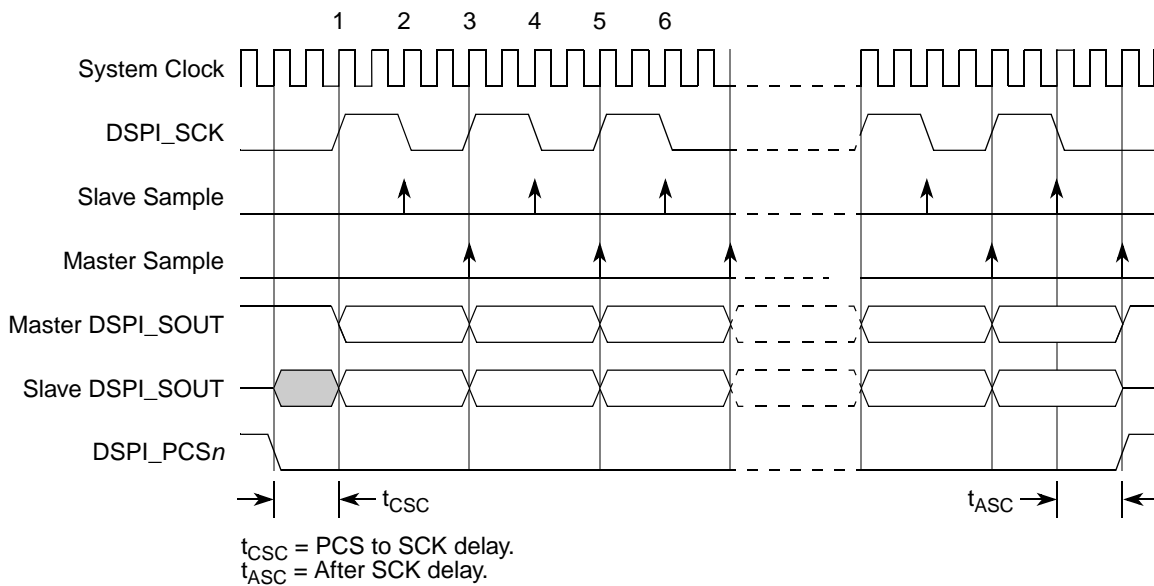 1 2 3 4 5 6
System Clock
DSPI_SCK
Slave Sample
Master Sample
Master DSPI_SOUT
Slave DSPI_SOUT
DSPI_PCSn
tCSC tASC
tCSC = PCS to SCK delay.
tASC = After SCK delay.